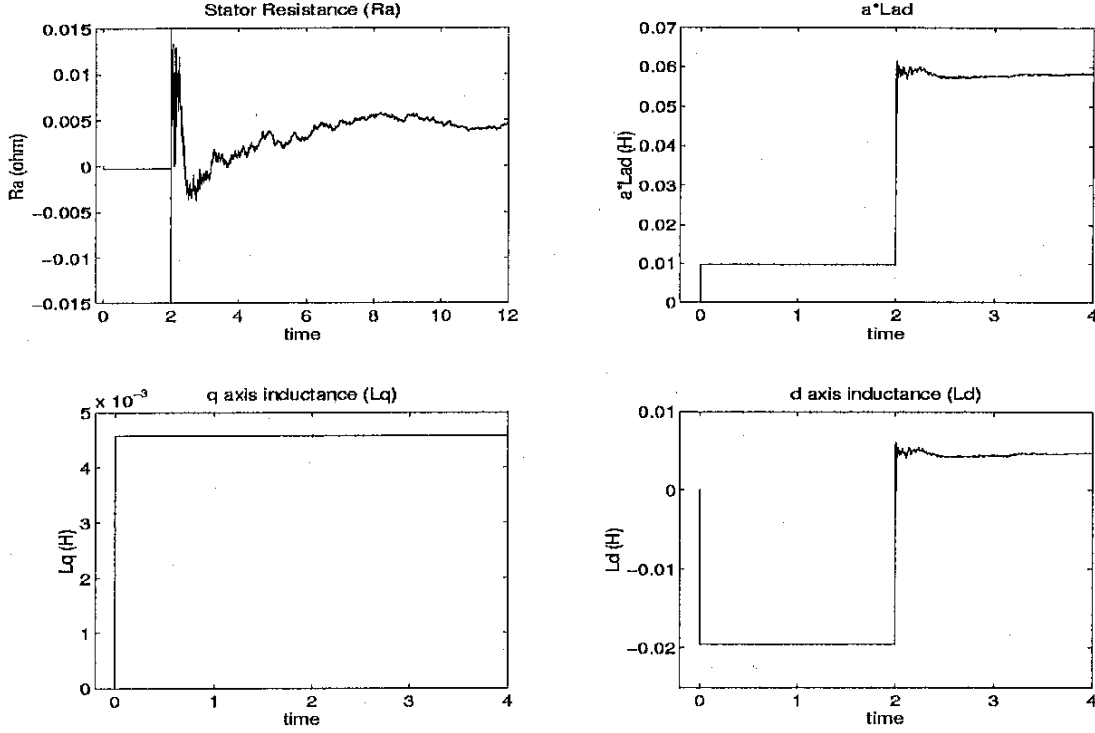 Stator Resistance (Ra)
0.015
0.01
0.005
0
−0.005
−0.01
−0.015
Ra (ohm)
0 2 4 6 8 10 12
time
a*Lad
0.07
0.06
0.05
0.04
0.03
0.02
0.01
0
a*Lad (H)
0 1 2 3 4
time
q axis inductance (Lq)
5 x 10⁻³
4
3
2
1
0
Lq (H)
0 1 2 3 4
time
d axis inductance (Ld)
0.01
0
−0.01
−0.02
Ld (H)
0 1 2 3 4
time